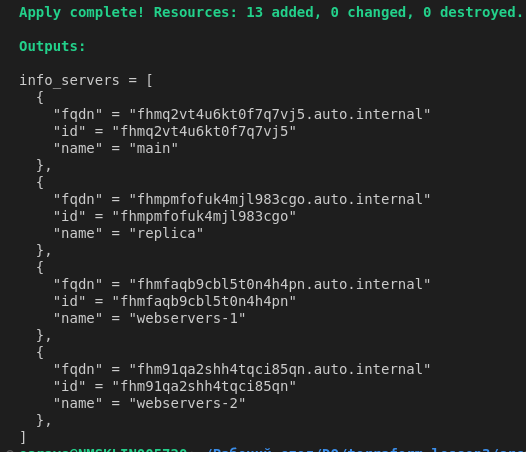 Apply complete! Resources: 13 added, 0 changed, 0 destroyed.
Outputs:
info_servers = [
{
"fqdn" = "fhmq2vt4u6kt0f7q7vj5.auto.internal"
"id" = "fhmq2vt4u6kt0f7q7vj5"
"name" = "main"
},
{
"fqdn" = "fhmpmfofuk4mjl983cgo.auto.internal"
"id" = "fhmpmfofuk4mjl983cgo"
"name" = "replica"
},
{
"fqdn" = "fhmfaqb9cbl5t0n4h4pn.auto.internal"
"id" = "fhmfaqb9cbl5t0n4h4pn"
"name" = "webservers-1"
},
{
"fqdn" = "fhm91qa2shh4tqci85qn.auto.internal"
"id" = "fhm91qa2shh4tqci85qn"
"name" = "webservers-2"
},
]